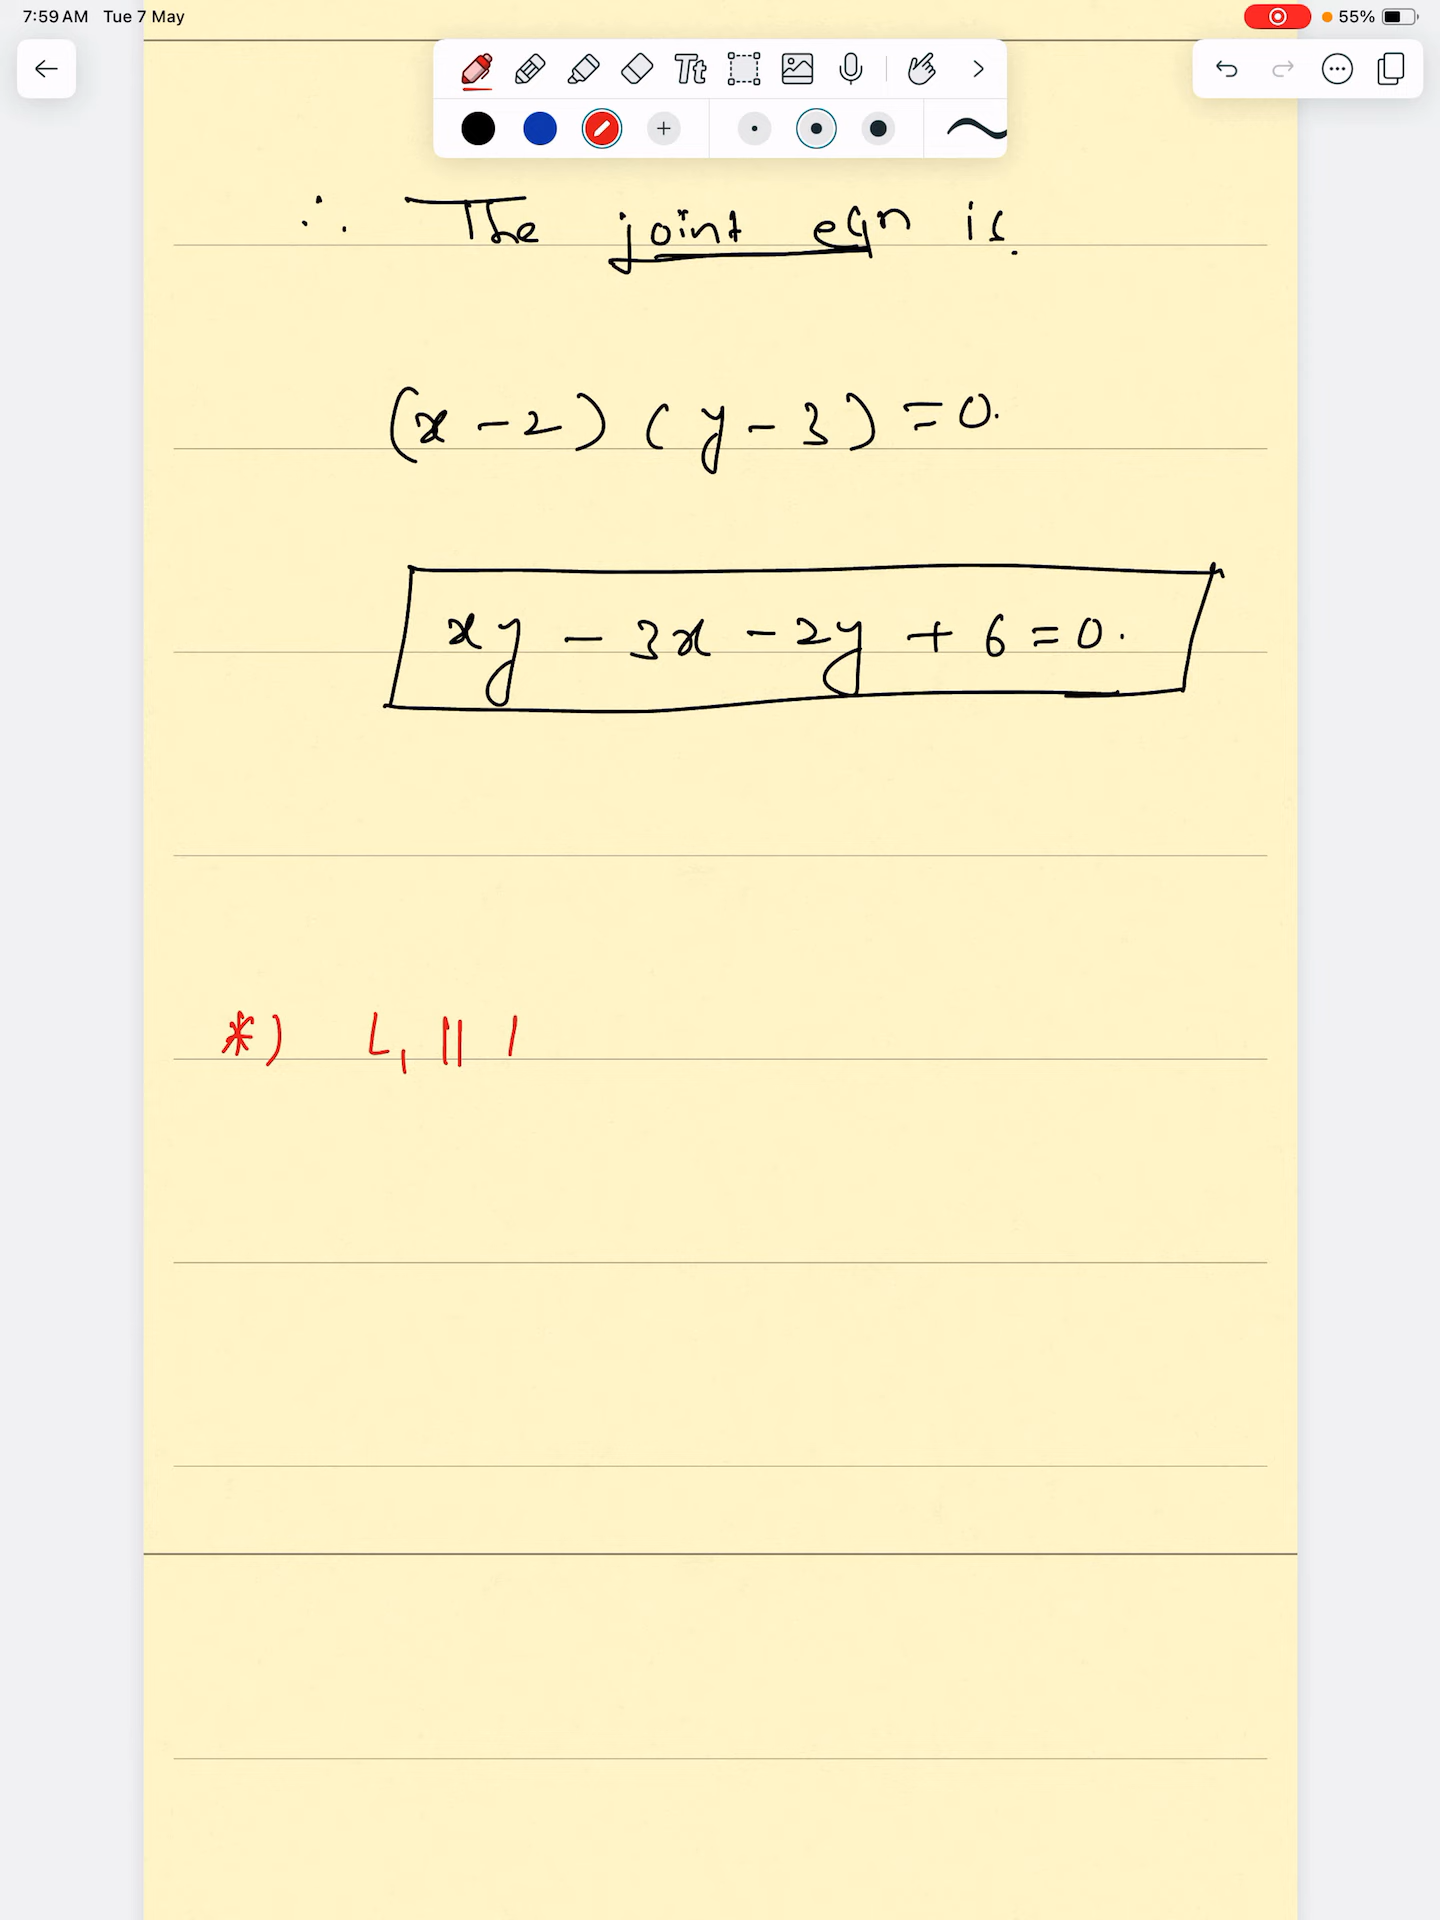 7:59 AM Tue 7 May
55%
Tt
∴ The joint eqn is.
(x - 2) (y - 3) = 0.
xy - 3x - 2y + 6 = 0.
*) L₁ || l